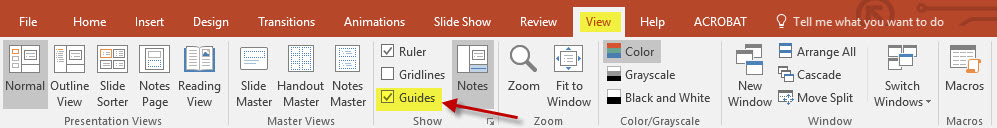 File Home Insert Design Transitions Animations Slide Show Review View Help ACROBAT Tell me what you want to do
Normal
Outline View
Slide Sorter
Notes Page
Reading View
Presentation Views
Slide Master
Handout Master
Notes Master
Master Views
Ruler
Gridlines
Guides
Notes
Show
Zoom
Fit to Window
Zoom
Color
Grayscale
Black and White
Color/Grayscale
New Window
Arrange All
Cascade
Move Split
Switch Windows
Window
Macros
Macros